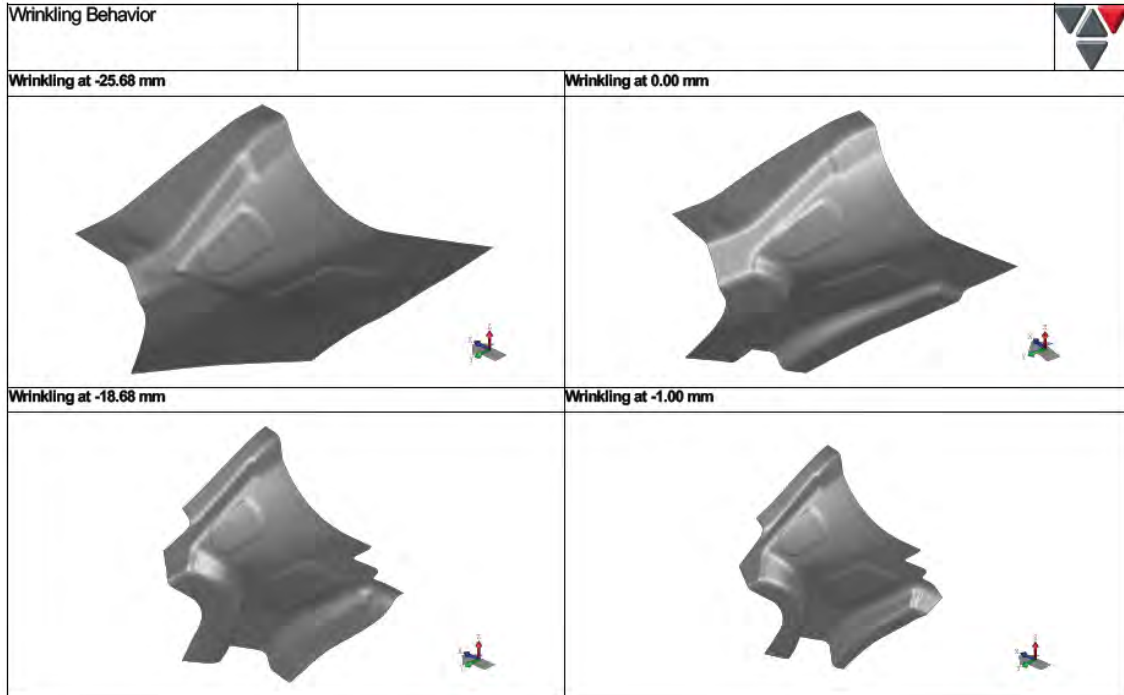 Wrinkling Behavior
Wrinkling at -25.68 mm
Wrinkling at 0.00 mm
Wrinkling at -18.68 mm
Wrinkling at -1.00 mm